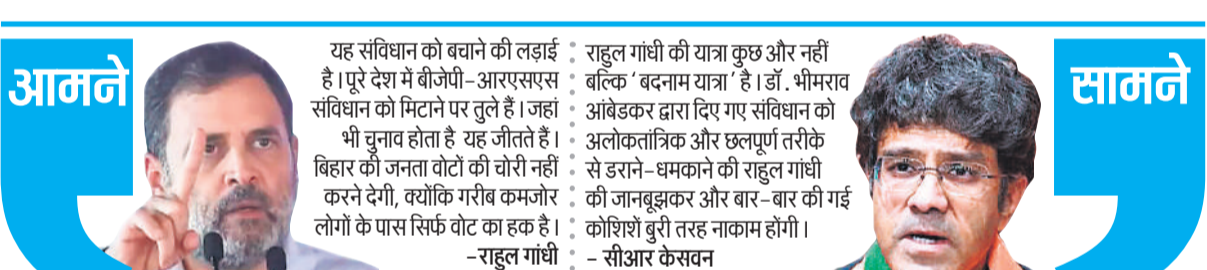 आमने
यह संविधान को बचाने की लड़ाई
है। पूरे देश में बीजेपी-आरएसएस
संविधान को मिटाने पर तुले हैं। जहां
भी चुनाव होता है यह जीतते हैं।
बिहार की जनता वोटों की चोरी नहीं
करने देगी, क्योंकि गरीब कमजोर
लोगों के पास सिर्फ वोट का हक है।
-राहुल गांधी
राहुल गांधी की यात्रा कुछ और नहीं
बल्कि ‘ बदनाम यात्रा ’ है। डॉ. भीमराव
आंबेडकर द्वारा दिए गए संविधान को
अलोकतांत्रिक और छलपूर्ण तरीके
से डराने-धमकाने की राहुल गांधी
की जानबूझकर और बार-बार की गई
कोशिशें बुरी तरह नाकाम होंगी।
- सीआर केसवन
सामने